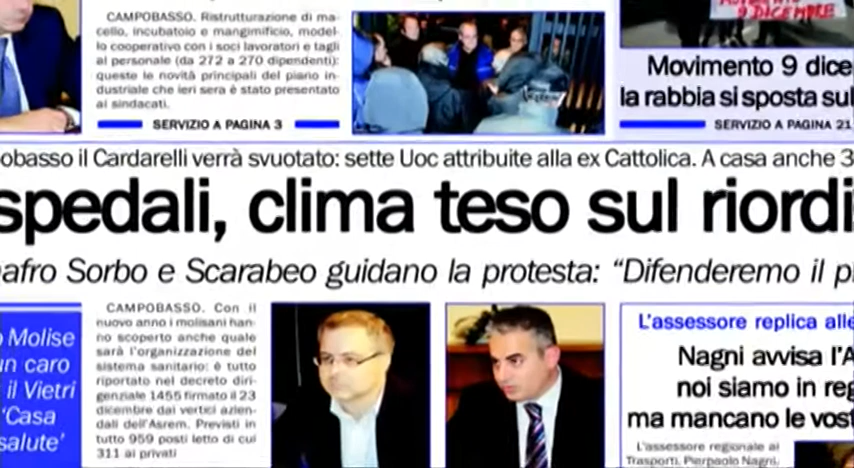 CAMPOBASSO. Ristrutturazione di ma-
cello, incubatoio e mangimificio, model-
lo cooperativo con i soci lavoratori e tagli
al personale (da 272 a 270 dipendenti):
queste le novità principali del piano in-
dustriale che ieri sera è stato presentato
ai sindacati.
SERVIZIO A PAGINA 3
9 DICEMBRE
Movimento 9 dice
la rabbia si sposta sul
SERVIZIO A PAGINA 21
obasso il Cardarelli verrà svuotato: sette Uoc attribuite alla ex Cattolica. A casa anche 3
spedali, clima teso sul riordi
afro Sorbo e Scarabeo guidano la protesta: “Difenderemo il p
o Molise
un caro
il Vietri
‘Casa
salute’
CAMPOBASSO. Con il
nuovo anno i molisani han-
no scoperto anche quale
sarà l'organizzazione del
sistema sanitario: è tutto
riportato nel decreto diri-
genziale 1455 firmato il 23
dicembre dai vertici azien-
dali dell'Asrem. Previsti in
tutto 959 posti letto di cui
311 ai privati
L'assessore replica alle
Nagni avvisa l'A
noi siamo in reg
ma mancano le vost
L'assessore regionale ai
Trasporti, Pierpaolo Nagni,